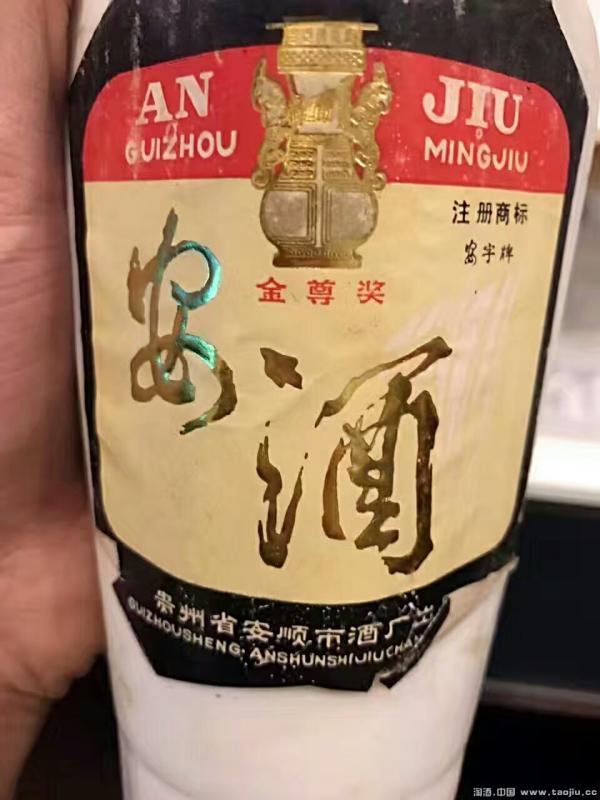 AN JIU
GUIZHOU MINGJIU
注册商标
安字牌
金尊奖
安酒
贵州省安顺市酒厂出
GUIZHOUSHENG ANSHUNSHIJIUCHA
淘酒.中国 www.taojiu.cc